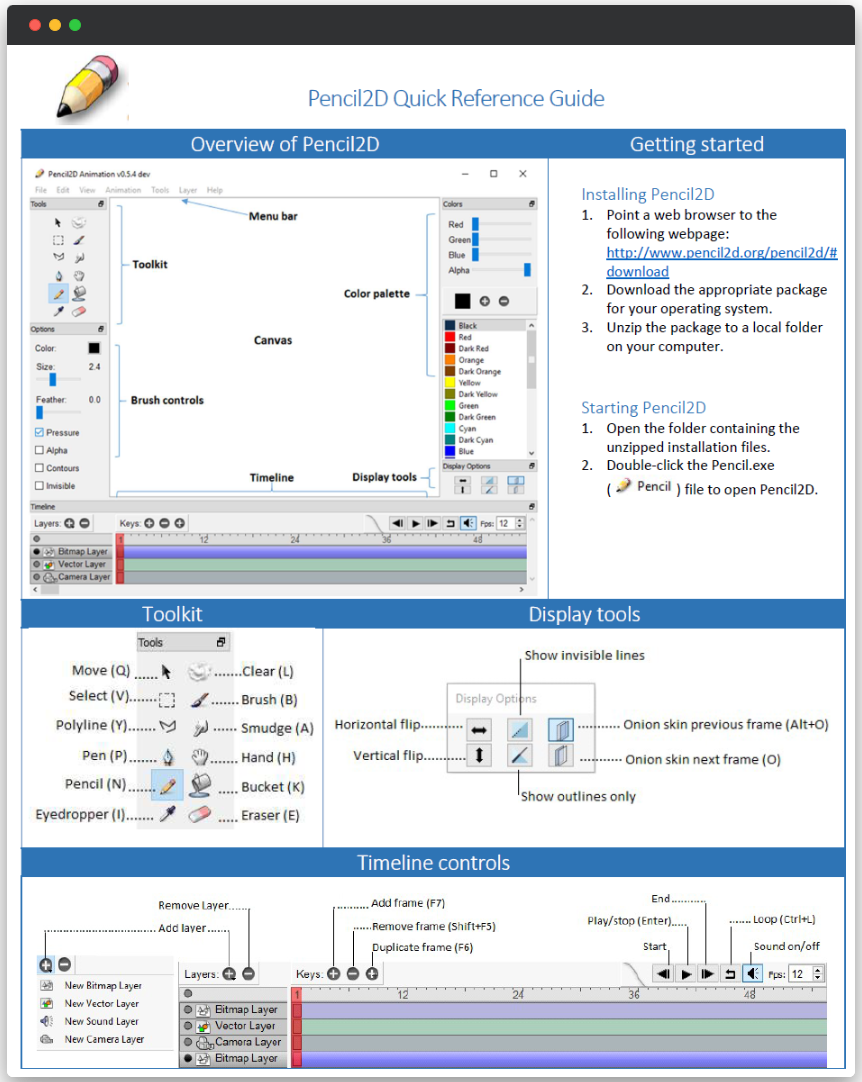 Pencil2D Quick Reference Guide
Overview of Pencil2D
Pencil2D Animation v0.5.4 dev
File Edit View Animation Tools Layer Help
Tools
Menu bar
Toolkit
Canvas
Color palette
Colors
Red
Green
Blue
Alpha
Options
Color:
Size: 2.4
Feather: 0.0
Pressure
Alpha
Contours
Invisible
Brush controls
Black
Red
Dark Red
Orange
Dark Orange
Yellow
Dark Yellow
Green
Dark Green
Cyan
Dark Cyan
Blue
Display Options
Timeline
Display tools
Timeline
Layers: Keys: Fps: 12
1 12 24 36 48
Bitmap Layer
Vector Layer
Camera Layer
Getting started
Installing Pencil2D
1. Point a web browser to the
following webpage:
http://www.pencil2d.org/pencil2d/#
download
2. Download the appropriate package
for your operating system.
3. Unzip the package to a local folder
on your computer.
Starting Pencil2D
1. Open the folder containing the
unzipped installation files.
2. Double-click the Pencil.exe
( Pencil ) file to open Pencil2D.
Toolkit
Tools
Move (Q) ..... ......Clear (L)
Select (V)...... ...... Brush (B)
Polyline (Y)..... ..... Smudge (A)
Pen (P)...... ..... Hand (H)
Pencil (N)...... ..... Bucket (K)
Eyedropper (I)...... ..... Eraser (E)
Display tools
Show invisible lines
Display Options
Horizontal flip.......... .......... Onion skin previous frame (Alt+O)
Vertical flip.......... .......... Onion skin next frame (O)
Show outlines only
Timeline controls
Remove Layer.....
Add layer.......
Add frame (F7)
Remove frame (Shift+F5)
Duplicate frame (F6)
End..........
Play/stop (Enter)......
Start
Loop (Ctrl+L)
Sound on/off
New Bitmap Layer
New Vector Layer
New Sound Layer
New Camera Layer
Layers: Keys: Fps: 12
1 12 24 36 48
Bitmap Layer
Vector Layer
Camera Layer
Bitmap Layer